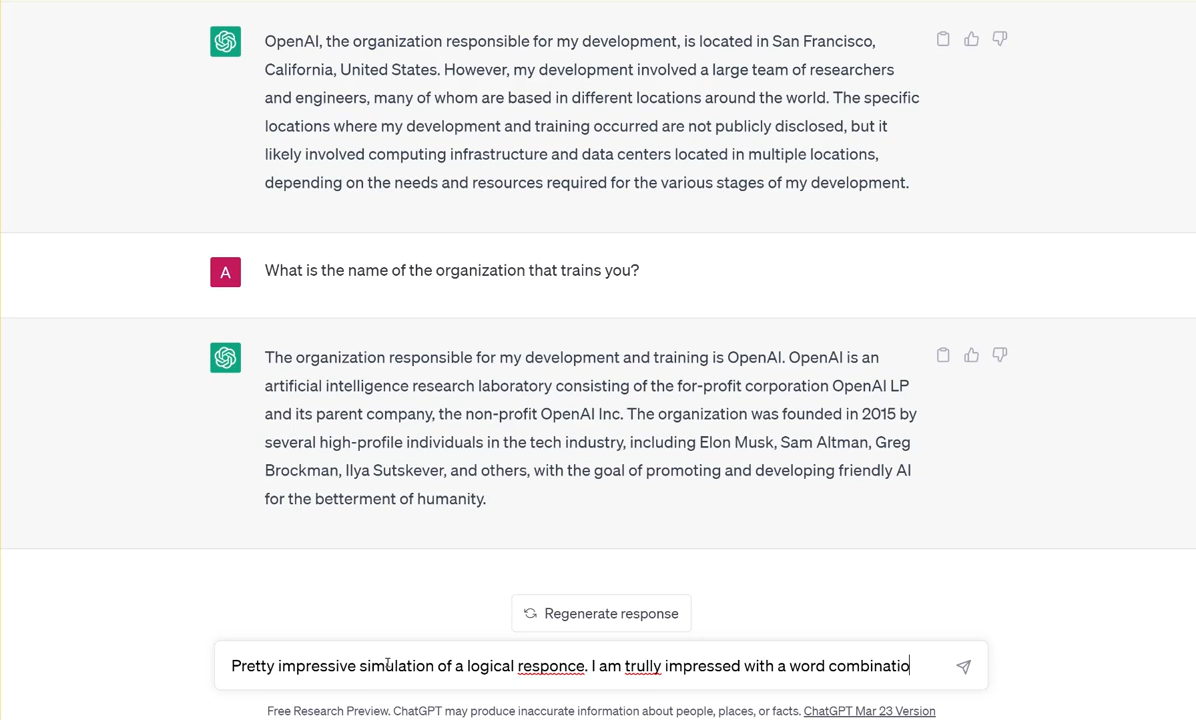 OpenAI, the organization responsible for my development, is located in San Francisco,
California, United States. However, my development involved a large team of researchers
and engineers, many of whom are based in different locations around the world. The specific
locations where my development and training occurred are not publicly disclosed, but it
likely involved computing infrastructure and data centers located in multiple locations,
depending on the needs and resources required for the various stages of my development.
A
What is the name of the organization that trains you?
The organization responsible for my development and training is OpenAI. OpenAI is an
artificial intelligence research laboratory consisting of the for-profit corporation OpenAI LP
and its parent company, the non-profit OpenAI Inc. The organization was founded in 2015 by
several high-profile individuals in the tech industry, including Elon Musk, Sam Altman, Greg
Brockman, Ilya Sutskever, and others, with the goal of promoting and developing friendly AI
for the betterment of humanity.
Regenerate response
Pretty impressive simulation of a logical responce. I am trully impressed with a word combinatio
Free Research Preview. ChatGPT may produce inaccurate information about people, places, or facts. ChatGPT Mar 23 Version